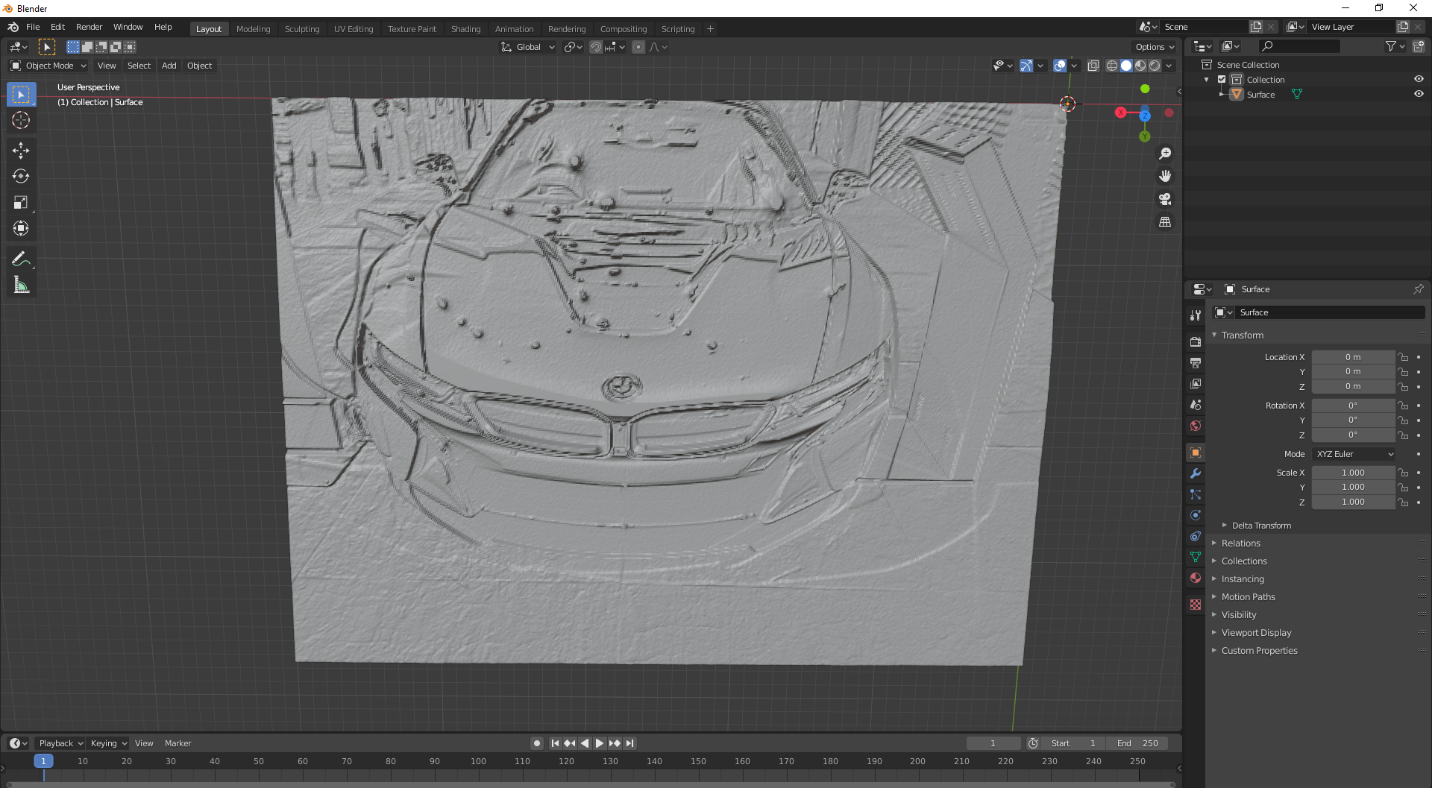 Blender
File Edit Render Window Help
Layout Modeling Sculpting UV Editing Texture Paint Shading Animation Rendering Compositing Scripting +
Scene
View Layer
Global
Options
Object Mode View Select Add Object
User Perspective
(1) Collection | Surface
X
Z
Y
Scene Collection
Collection
Surface
Surface
Surface
Transform
Location X 0 m
Y 0 m
Z 0 m
Rotation X 0°
Y 0°
Z 0°
Mode XYZ Euler
Scale X 1.000
Y 1.000
Z 1.000
Delta Transform
Relations
Collections
Instancing
Motion Paths
Visibility
Viewport Display
Custom Properties
Playback Keying View Marker
1 Start 1 End 250
1 10 20 30 40 50 60 70 80 90 100 110 120 130 140 150 160 170 180 190 200 210 220 230 240 250